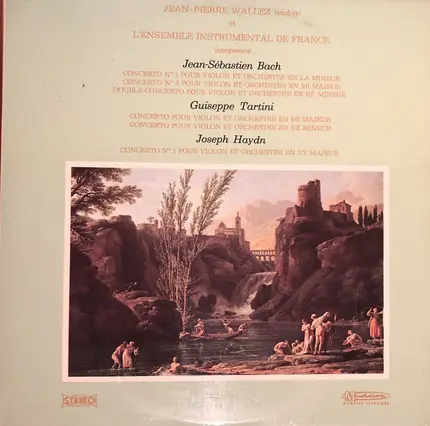 JEAN-PIERRE WALLEZ (violon)
et
L'ENSEMBLE INSTRUMENTAL DE FRANCE
interprètent
Jean-Sébastien Bach
CONCERTO N° 1 POUR VIOLON ET ORCHESTRE EN LA MINEUR
CONCERTO N° 2 POUR VIOLON ET ORCHESTRE EN MI MAJEUR
DOUBLE CONCERTO POUR VIOLON ET ORCHESTRE EN RÉ MINEUR
Guiseppe Tartini
CONCERTO POUR VIOLON ET ORCHESTRE EN MI MAJEUR
CONCERTO POUR VIOLON ET ORCHESTRE EN RÉ MINEUR
Joseph Haydn
CONCERTO N° 1 POUR VIOLON ET ORCHESTRE EN UT MAJEUR
STEREO
musidisc